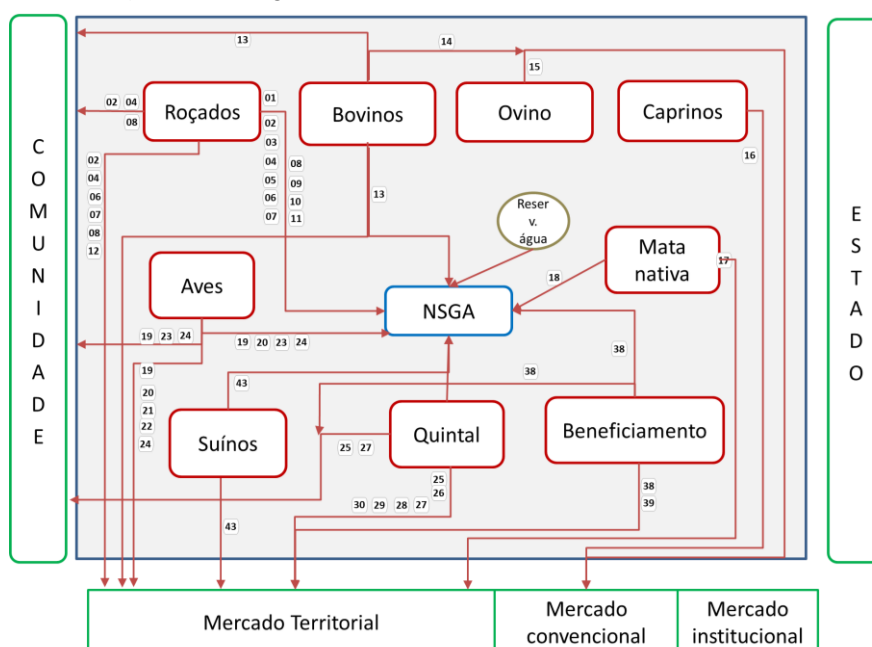 C
O
M
U
N
I
D
A
D
E
13
14
15
Roçados
Bovinos
Ovino
Caprinos
02 04
08
01
02
03
04
05
06
07
08
09
10
11
16
02
04
06
07
08
12
13
Reser
v.
água
Mata
nativa
17
18
E
S
T
A
D
O
Aves
NSGA
19 23 24
19 20 23 24
19
20
21
22
24
38
38
43
Suínos
Quintal
Beneficiamento
25 27
25
26
30 29 28 27
38
39
43
Mercado Territorial
Mercado
convencional
Mercado
institucional